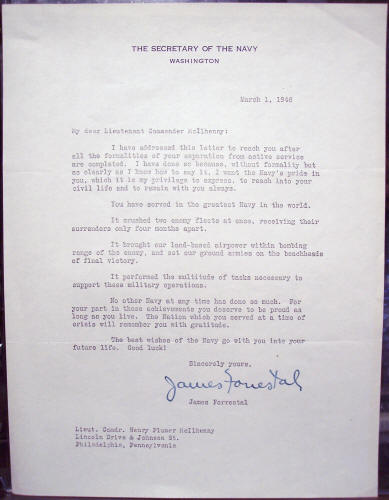 THE SECRETARY OF THE NAVY
WASHINGTON
March 1, 1946
My dear Lieutenant Commander McIlhenny:
I have addressed this letter to reach you after
all the formalities of your separation from active service
are completed. I have done so because, without formality but
as clearly as I know how to say it, I want the Navy's pride in
you, which it is my privilege to express, to reach into your
civil life and to remain with you always.
You have served in the greatest Navy in the world.
It crushed two enemy fleets at once, receiving their
surrenders only four months apart.
It brought our land-based airpower within bombing
range of the enemy, and set our ground armies on the beachheads
of final victory.
It performed the multitude of tasks necessary to
support these military operations.
No other Navy at any time has done so much. For
your part in these achievements you deserve to be proud as
long as you live. The Nation which you served at a time of
crisis will remember you with gratitude.
The best wishes of the Navy go with you into your
future life. Good luck!
Sincerely yours,
James Forrestal
James Forrestal
Lieut. Comdr. Henry Plumer McIlhenny
Lincoln Drive & Johnson St.
Philadelphia, Pennsylvania